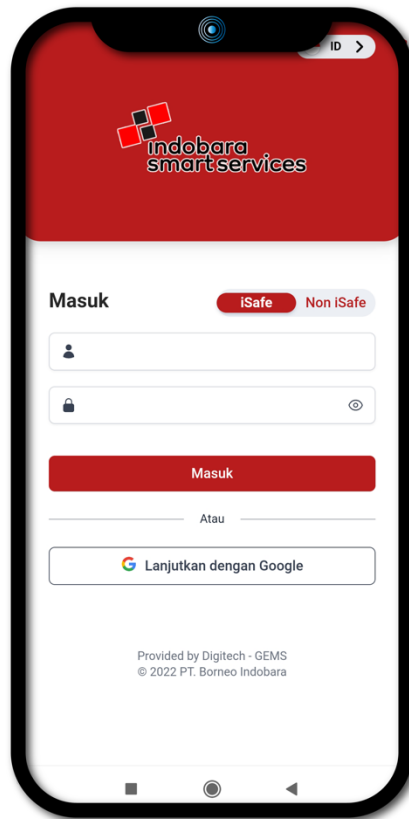 ID
indobara
smart services
Masuk
iSafe
Non iSafe
Masuk
Atau
Lanjutkan dengan Google
Provided by Digitech - GEMS
© 2022 PT. Borneo Indobara